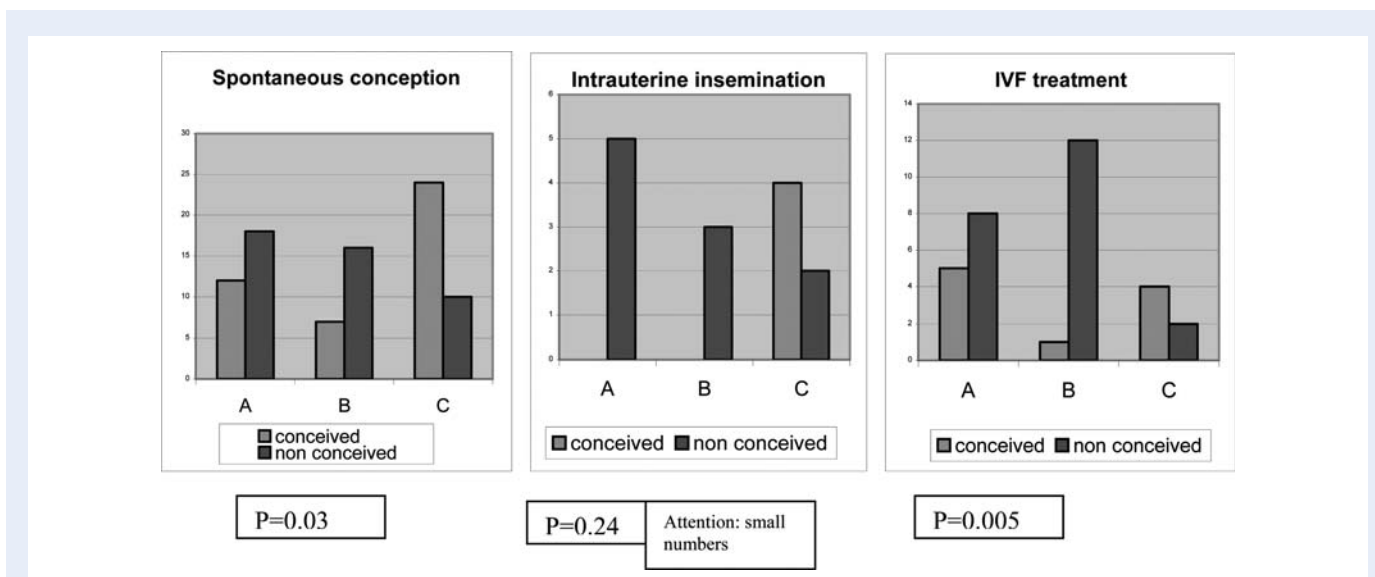 Spontaneous conception
30
25
20
15
10
5
0
A B C
conceived
non conceived
P=0.03
Intrauterine insemination
6
5
4
3
2
1
0
A B C
conceived non conceived
P=0.24
Attention: small
numbers
IVF treatment
14
12
10
8
6
4
2
0
A B C
conceived non conceived
P=0.005